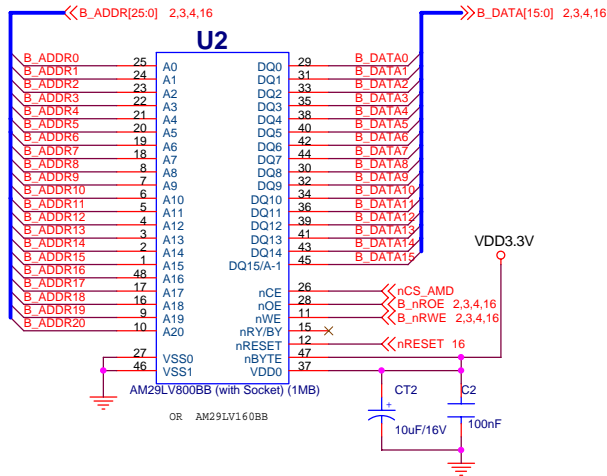 B_ADDR[25:0] 2,3,4,16
B_DATA[15:0] 2,3,4,16
U2
B_ADDR0 25 A0 DQ0 29 B_DATA0
B_ADDR1 24 A1 DQ1 31 B_DATA1
B_ADDR2 23 A2 DQ2 33 B_DATA2
B_ADDR3 22 A3 DQ3 35 B_DATA3
B_ADDR4 21 A4 DQ4 38 B_DATA4
B_ADDR5 20 A5 DQ5 40 B_DATA5
B_ADDR6 19 A6 DQ6 42 B_DATA6
B_ADDR7 18 A7 DQ7 44 B_DATA7
B_ADDR8 8 A8 DQ8 30 B_DATA8
B_ADDR9 7 A9 DQ9 32 B_DATA9
B_ADDR10 6 A10 DQ10 34 B_DATA10
B_ADDR11 5 A11 DQ11 36 B_DATA11
B_ADDR12 4 A12 DQ12 39 B_DATA12
B_ADDR13 3 A13 DQ13 41 B_DATA13
B_ADDR14 2 A14 DQ14 43 B_DATA14
B_ADDR15 1 A15 DQ15/A-1 45 B_DATA15
B_ADDR16 48 A16
B_ADDR17 17 A17 nCE 26 nCS_AMD
B_ADDR18 16 A18 nOE 28 B_nROE 2,3,4,16
B_ADDR19 9 A19 nWE 11 B_nRWE 2,3,4,16
B_ADDR20 10 A20 nRY/BY 15
nRESET 12 nRESET 16
27 VSS0 nBYTE 47
46 VSS1 VDD0 37
VDD3.3V
AM29LV800BB (with Socket) (1MB)
OR AM29LV160BB
CT2
+
10uF/16V
C2
100nF